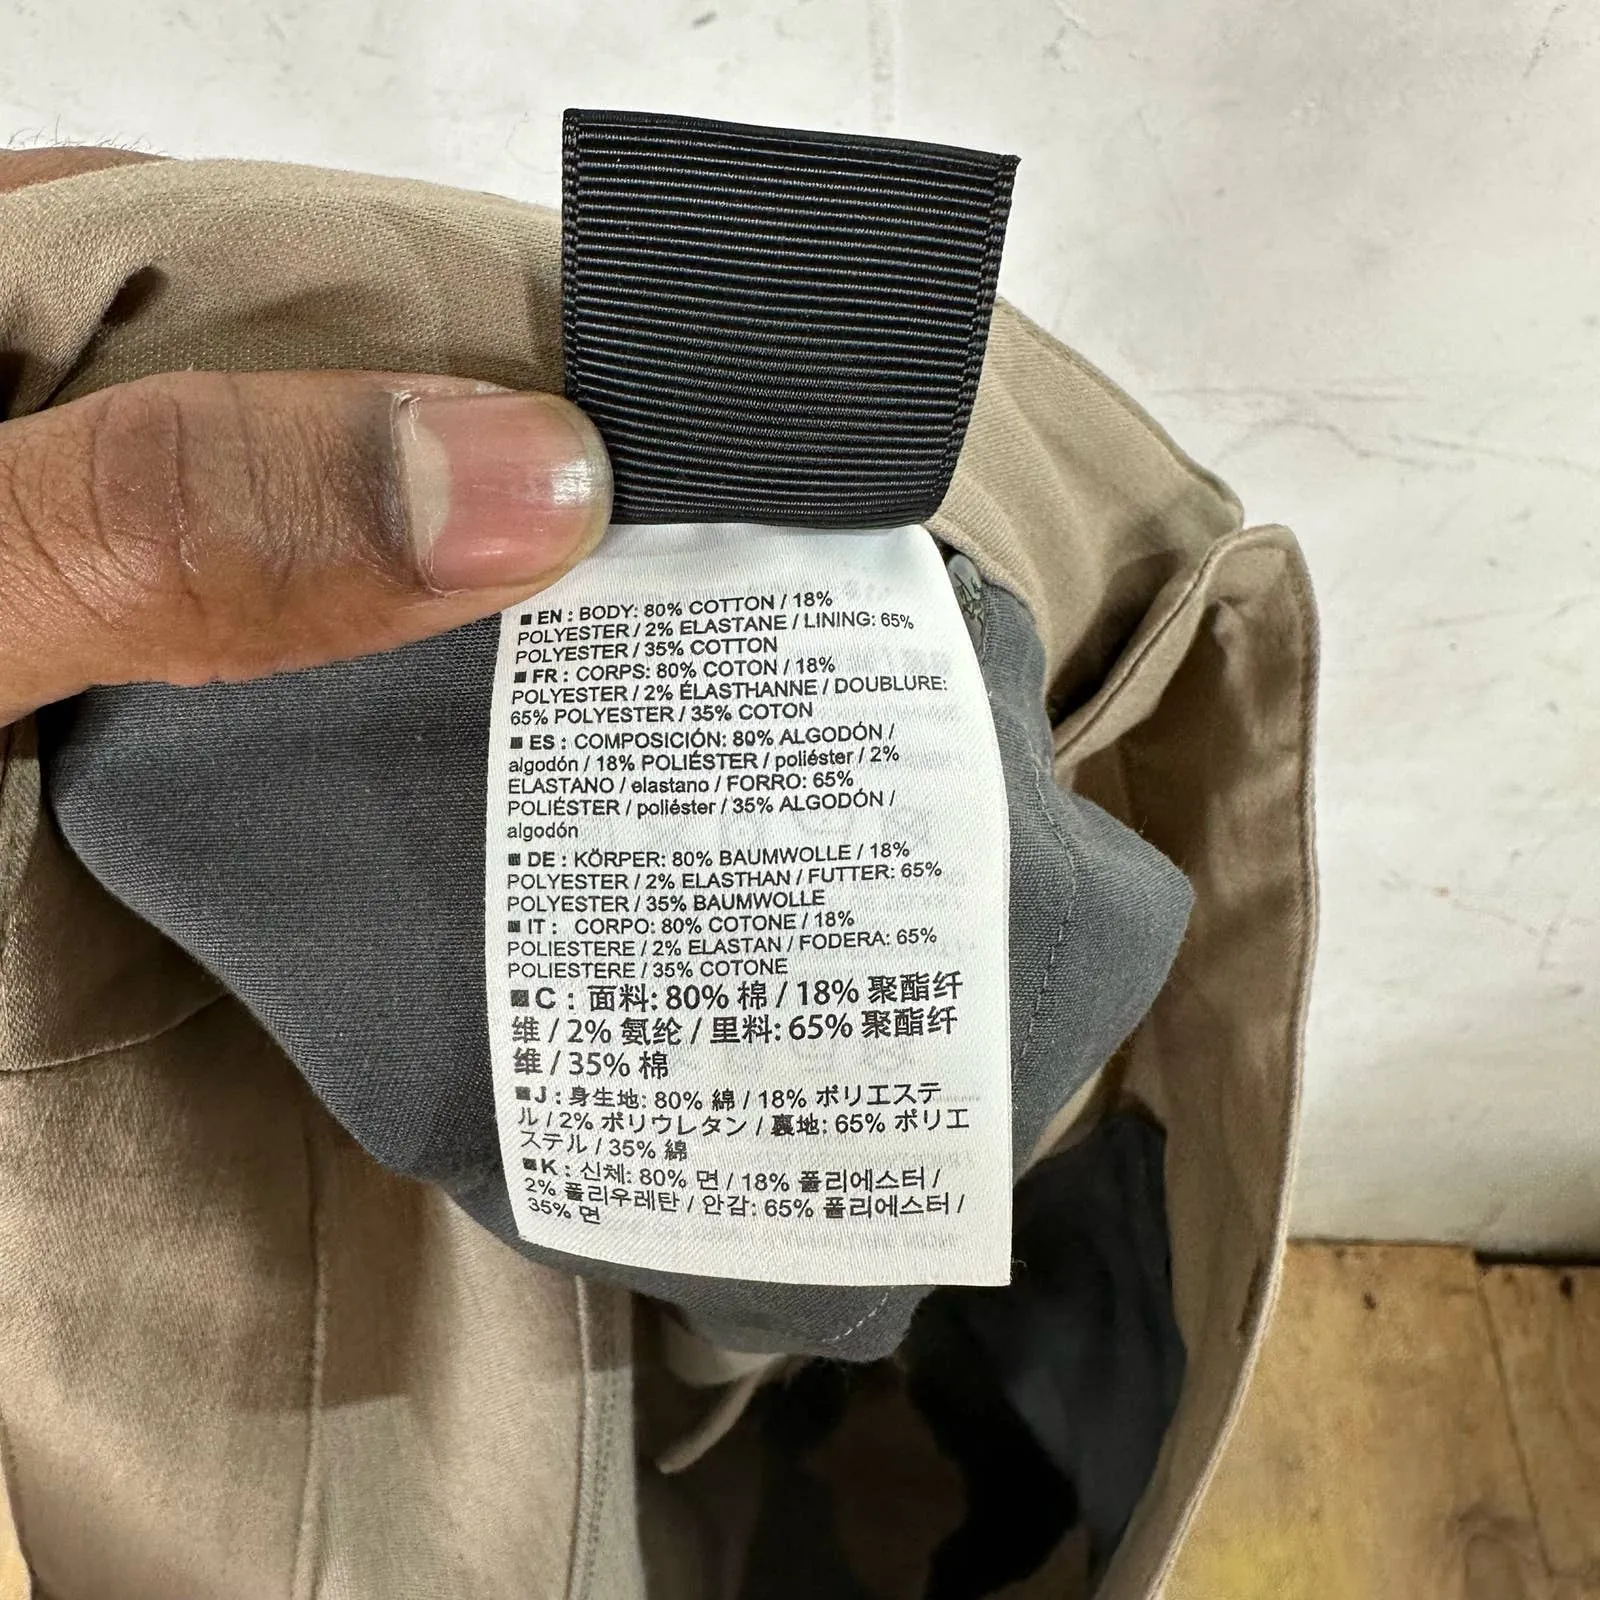 ■ EN : BODY: 80% COTTON / 18%
POLYESTER / 2% ELASTANE / LINING: 65%
POLYESTER / 35% COTTON
■ FR : CORPS: 80% COTON / 18%
POLYESTER / 2% ÉLASTHANNE / DOUBLURE:
65% POLYESTER / 35% COTON
■ ES : COMPOSICIÓN: 80% ALGODÓN /
algodón / 18% POLIÉSTER / poliéster / 2%
ELASTANO / elastano / FORRO: 65%
POLIÉSTER / poliéster / 35% ALGODÓN /
algodón
■ DE : KÖRPER: 80% BAUMWOLLE / 18%
POLYESTER / 2% ELASTHAN / FUTTER: 65%
POLYESTER / 35% BAUMWOLLE
■ IT : CORPO: 80% COTONE / 18%
POLIESTERE / 2% ELASTAN / FODERA: 65%
POLIESTERE / 35% COTONE
■ C : 面料: 80% 棉 / 18% 聚酯纤
维 / 2% 氨纶 / 里料: 65% 聚酯纤
维 / 35% 棉
■ J : 身生地: 80% 綿 / 18% ポリエステ
ル / 2% ポリウレタン / 裏地: 65% ポリエ
ステル / 35% 綿
■ K : 신체: 80% 면 / 18% 폴리에스터 /
2% 폴리우레탄 / 안감: 65% 폴리에스터 /
35% 면